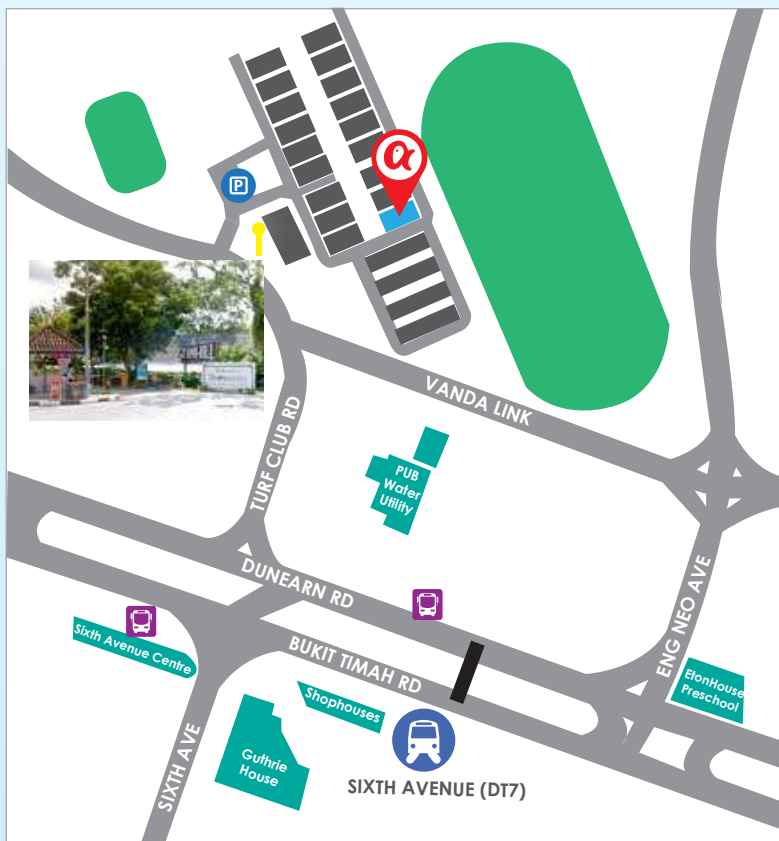 α
P
VANDA LINK
TURF CLUB RD
PUB
Water
Utility
DUNEARN RD
ENG NEO AVE
Sixth Avenue Centre
BUKIT TIMAH RD
EtonHouse
Preschool
Shophouses
SIXTH AVE
Guthrie
House
SIXTH AVENUE (DT7)